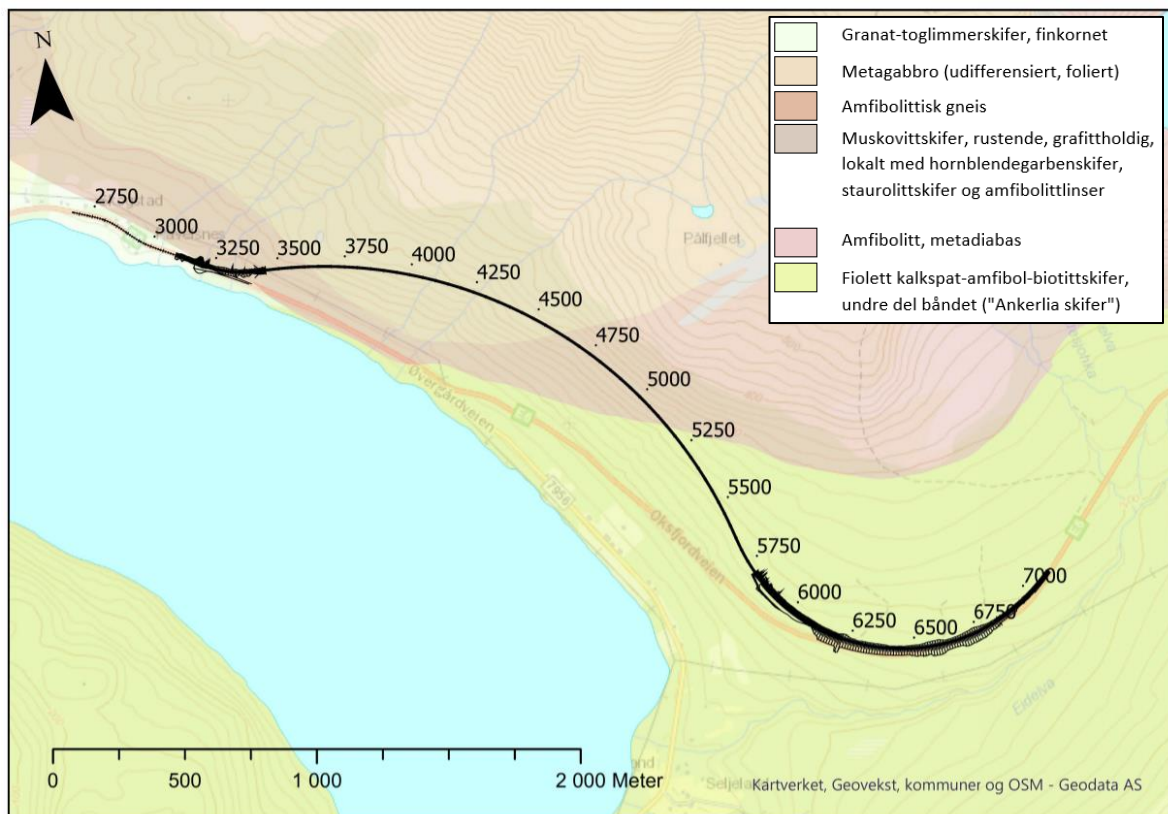 N
Granat-toglimmerskifer, finkornet
Metagabbro (udifferensiert, foliert)
Amfibolittisk gneis
Muskovittskifer, rustende, grafittholdig,
lokalt med hornblendegarbenskifer,
staurolittskifer og amfibolittlinser
Amfibolitt, metadiabas
Fiolett kalkspat-amfibol-biotittskifer,
undre del båndet ("Ankerlia skifer")
2750
3000
3250
3500
3750
4000
4250
4500
4750
5000
5250
5500
5750
6000
6250
6500
6750
7000
Pålfjellet
Øvergårdveien
7956
Oksfjordveien
Eidelva
0
500
1 000
2 000 Meter
Kartverket, Geovekst, kommuner og OSM - Geodata AS